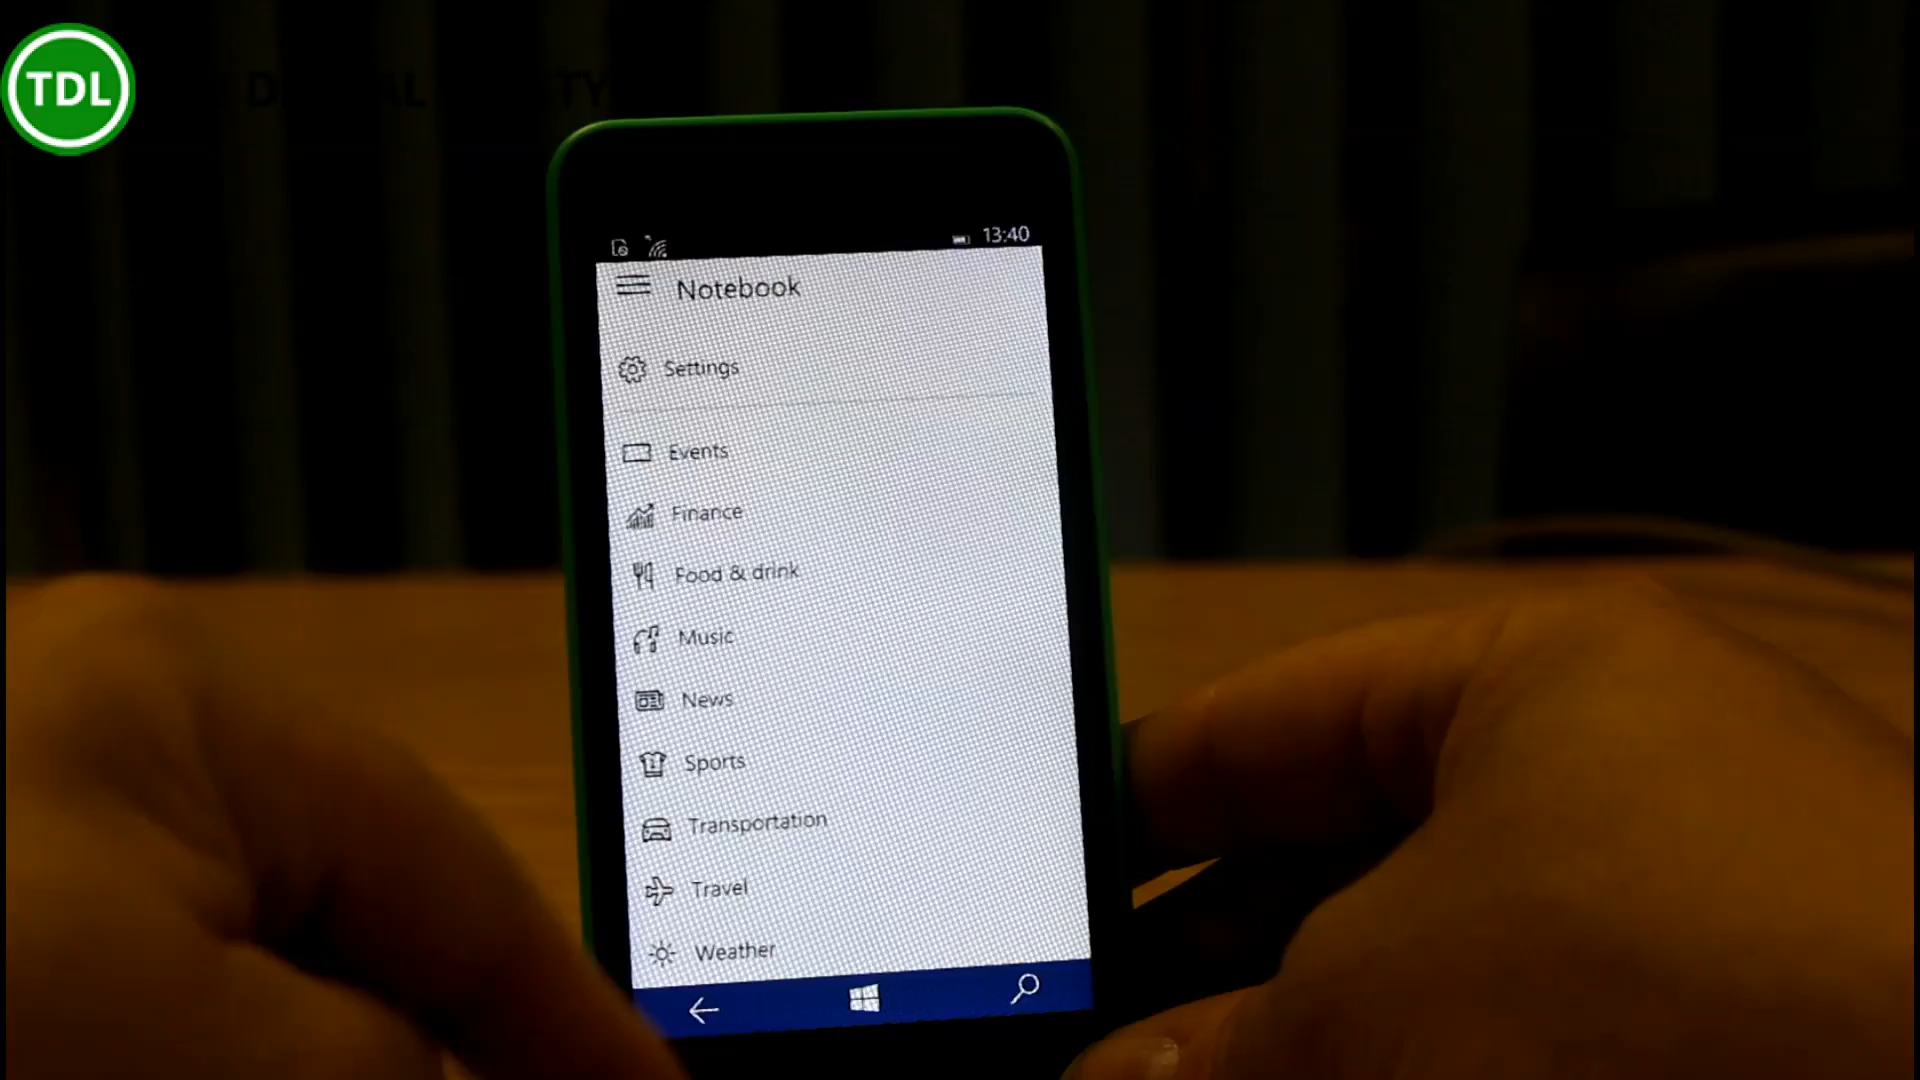 TDL
13:40
Notebook
Settings
Events
Finance
Food & drink
Music
News
Sports
Transportation
Travel
Weather